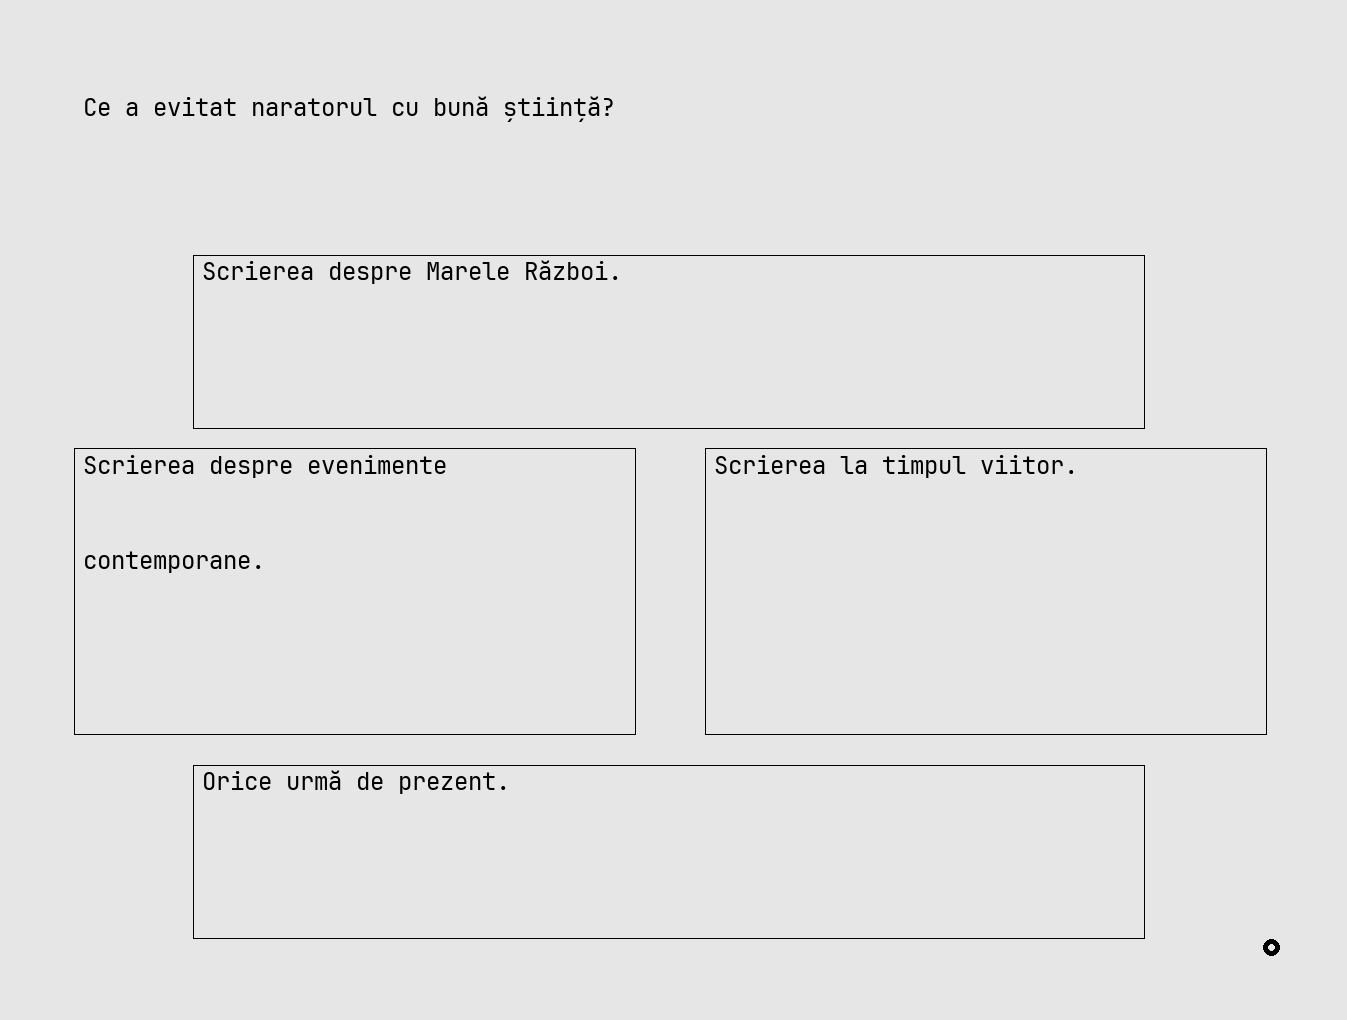 Ce a evitat naratorul cu bună știință?
Scrierea despre Marele Război.
Scrierea despre evenimente
contemporane.
Scrierea la timpul viitor.
Orice urmă de prezent.